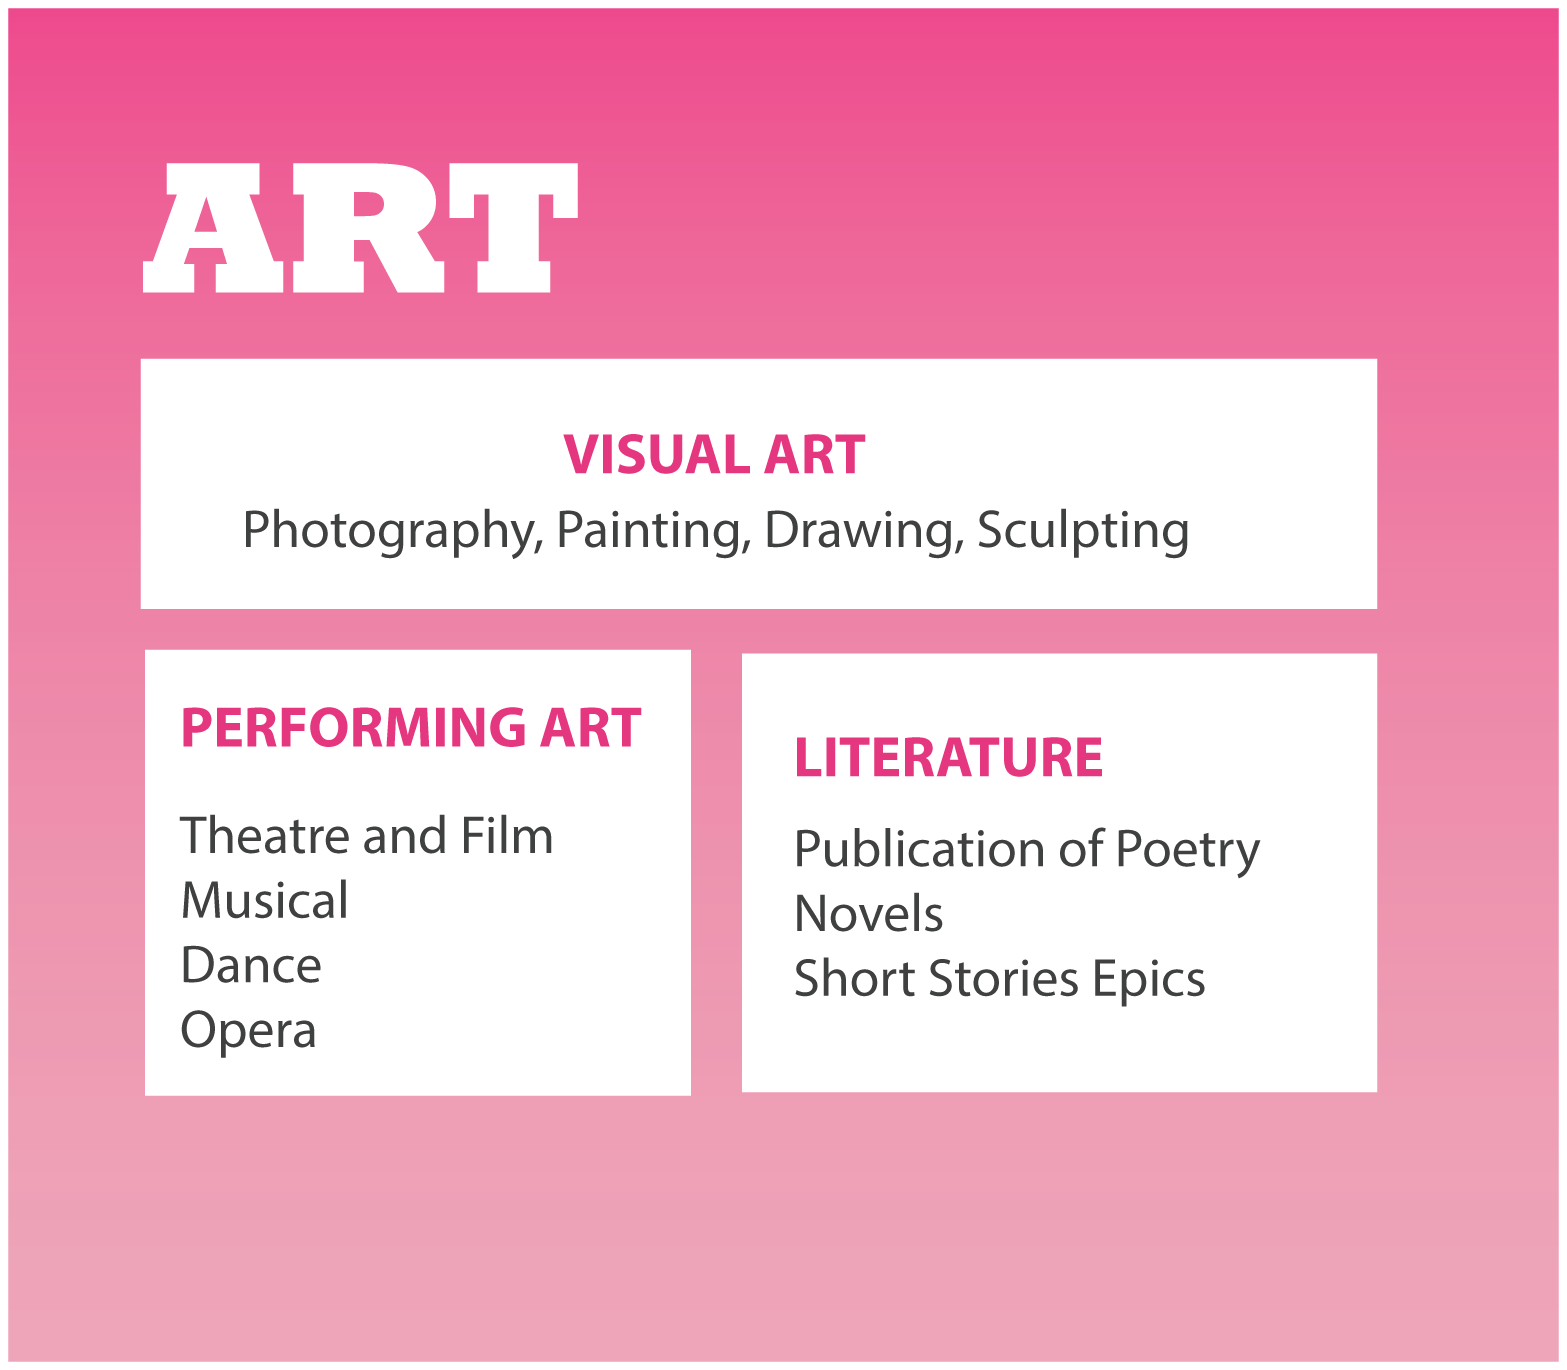 ART
VISUAL ART
Photography, Painting, Drawing, Sculpting
PERFORMING ART
Theatre and Film
Musical
Dance
Opera
LITERATURE
Publication of Poetry
Novels
Short Stories Epics